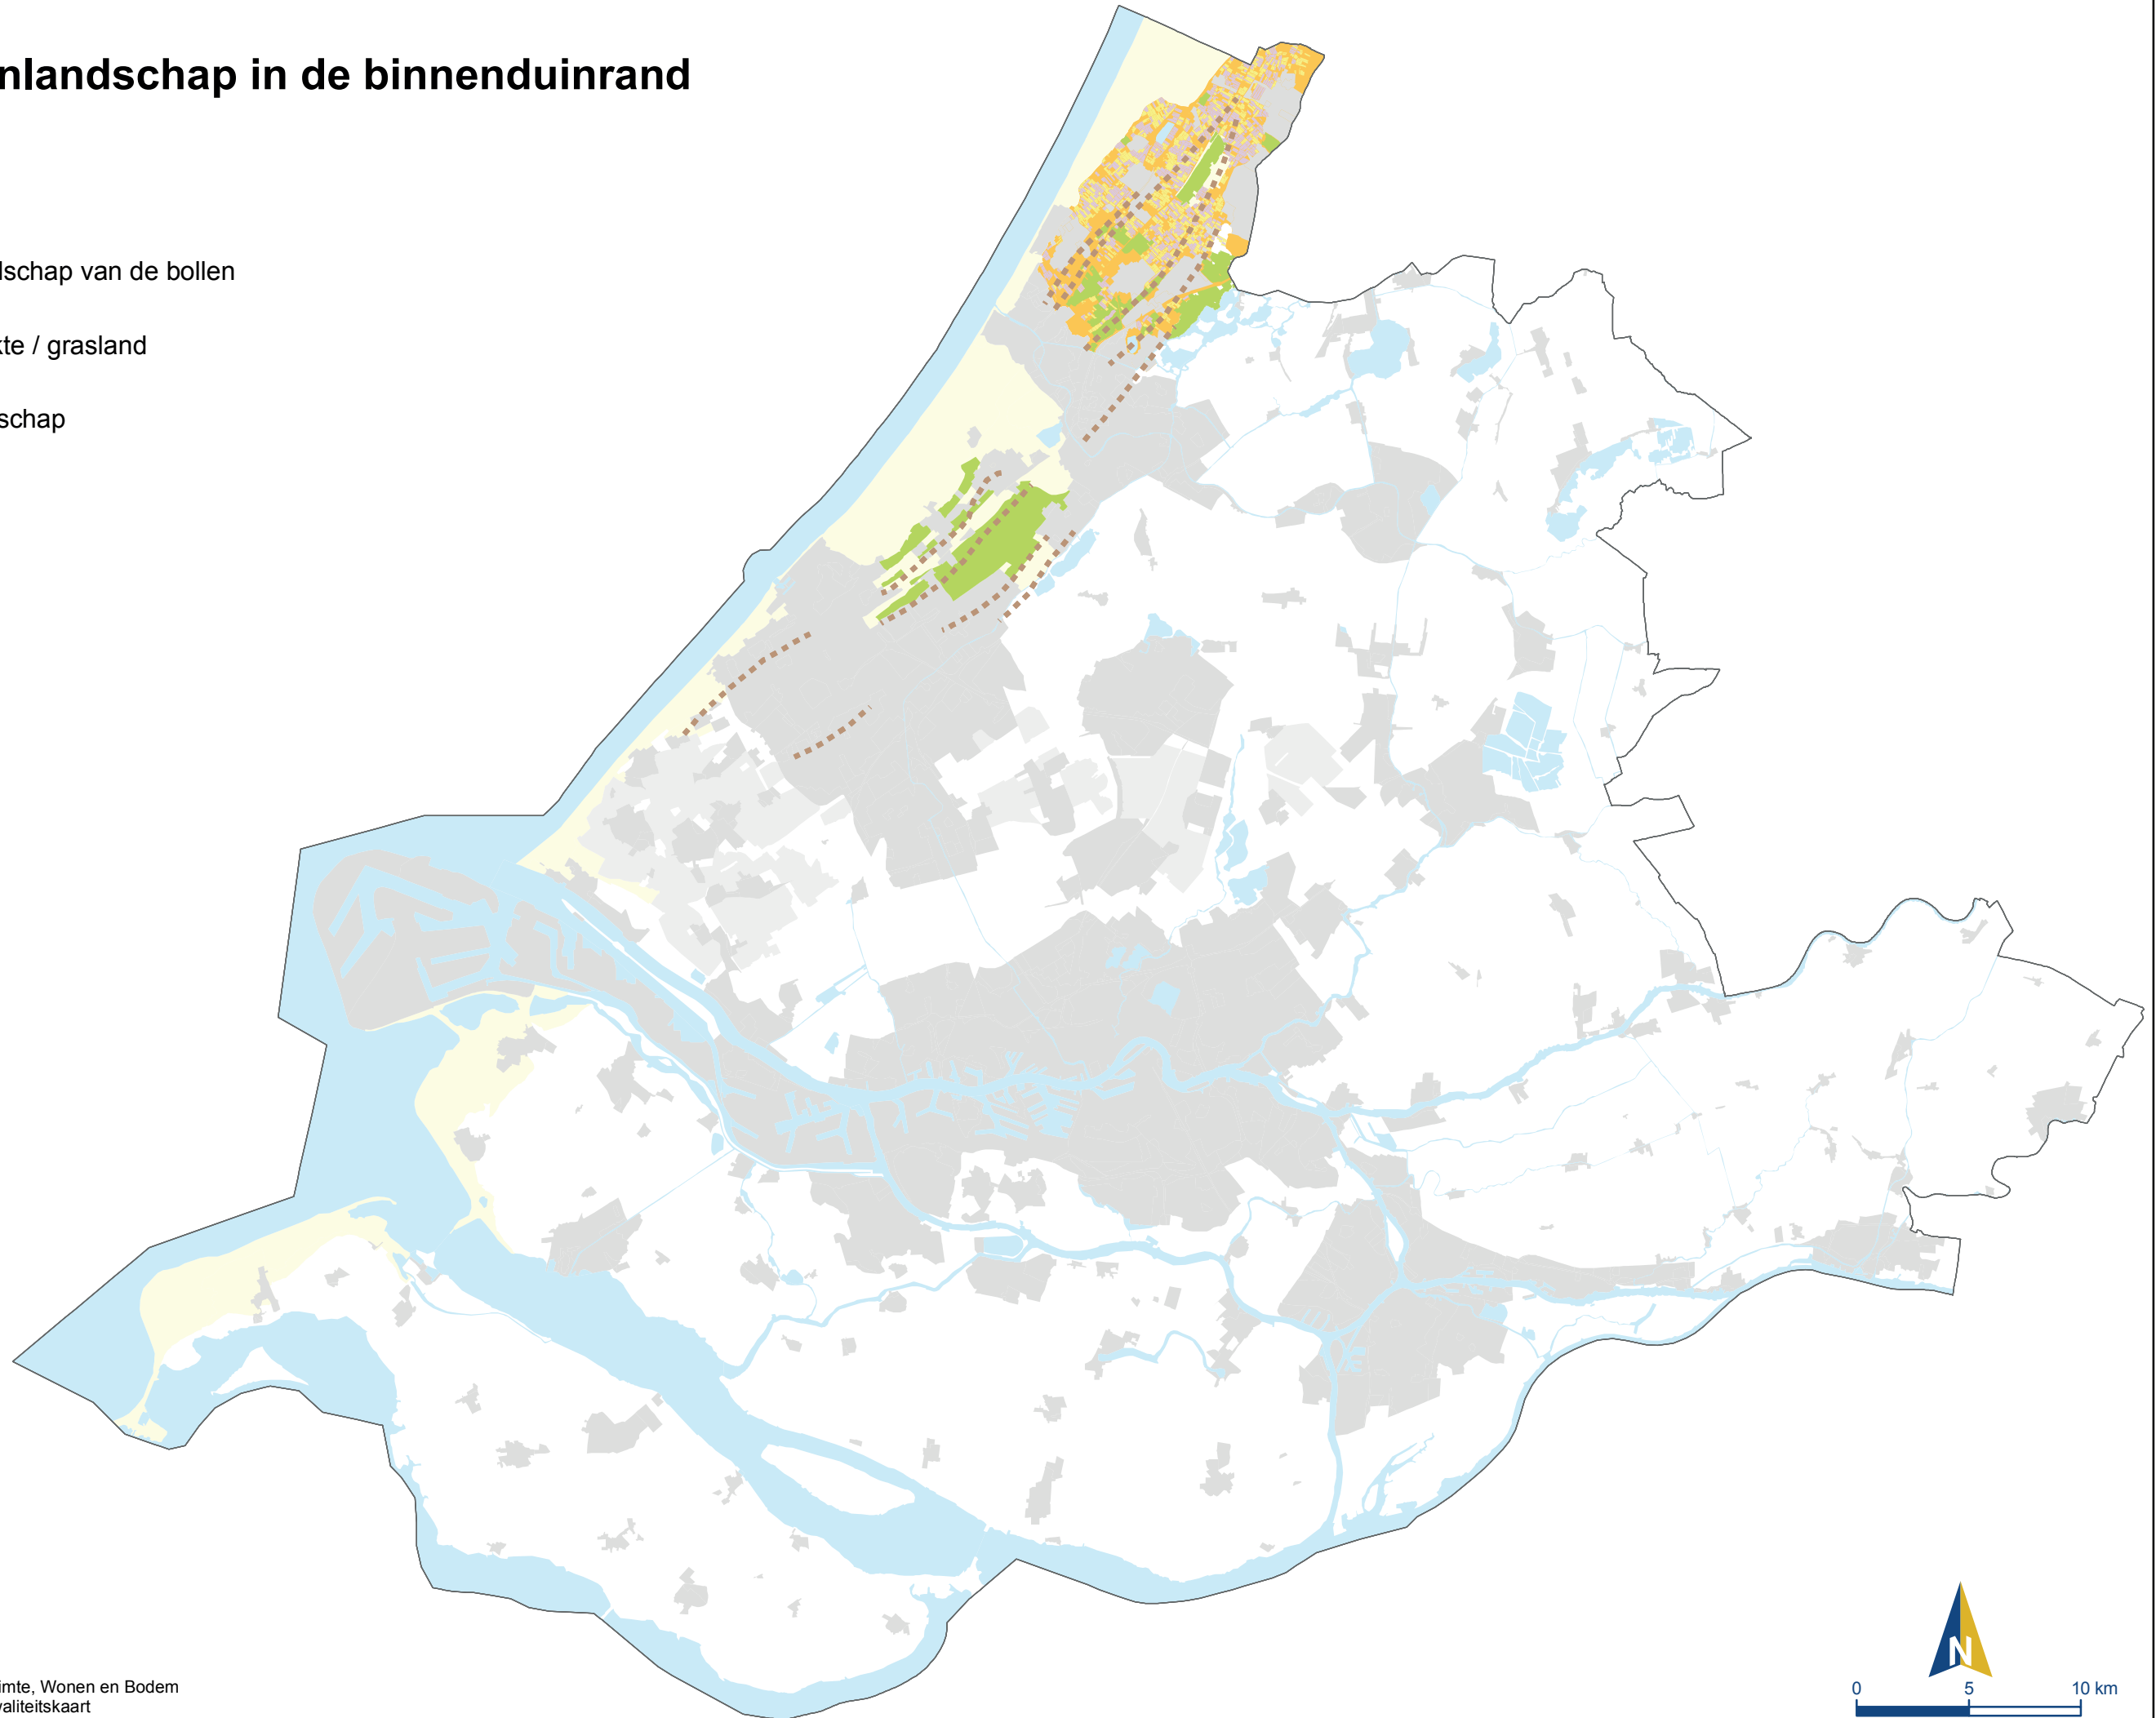 nlandschap in de binnenduinrand
dschap van de bollen
kte / grasland
schap
imte, Wonen en Bodem
valiteitskaart
N
0 5 10 km